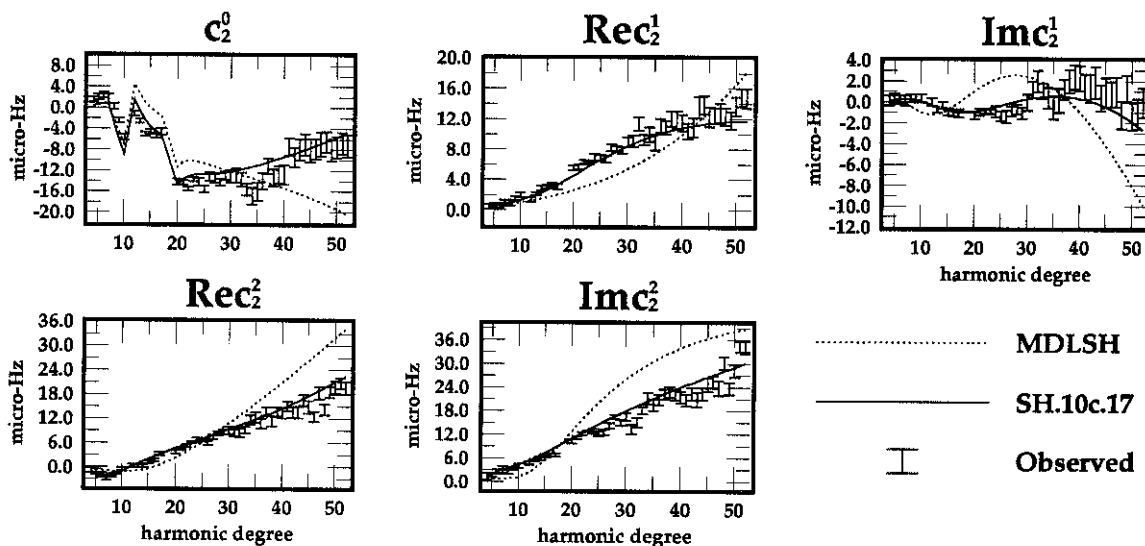 c₂⁰
Rec₂¹
Imc₂¹
micro-Hz
8.0
4.0
0.0
-4.0
-8.0
-12.0
-16.0
-20.0
10 20 30 40 50
micro-Hz
20.0
16.0
12.0
8.0
4.0
0.0
10 20 30 40 50
micro-Hz
4.0
2.0
0.0
-2.0
-4.0
-6.0
-8.0
-10.0
-12.0
10 20 30 40 50
harmonic degree
Rec₂²
Imc₂²
micro-Hz
36.0
30.0
24.0
18.0
12.0
6.0
0.0
10 20 30 40 50
harmonic degree
micro-Hz
36.0
30.0
24.0
18.0
12.0
6.0
0.0
10 20 30 40 50
harmonic degree
MDLSH
SH.10c.17
Observed